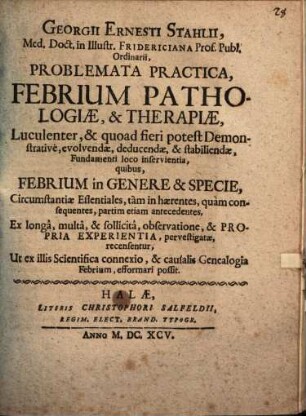 28
GEORGII ERNESTI STAHLII,
Med. Doct. in Illustr. FRIDERICIANA Prof. Publ.
Ordinarii,
PROBLEMATA PRACTICA,
FEBRIUM PATHO-
LOGIÆ, & THERAPIÆ,
Luculenter, & quoad fieri potest Demon-
strativè, evolvendæ, deducendæ, & stabiliendæ,
Fundamenti loco inservientia,
quibus,
FEBRIUM in GENERE & SPECIE,
Circumstantiæ Essentiales, tàm in hærentes, quàm con-
sequentes, partim etiam antecedentes,
Ex longâ, multâ, & sollicitâ, observatione, & PRO-
PRIA EXPERIENTIA, pervestigatæ,
recensentur,
Ut ex illis Scientifica connexio, & causalis Genealogia
Febrium, efformari possit.
HALÆ,
LITERIS CHRISTOPHORI SALFELDII,
REGIM. ELECT. BRAND. TYPOGR.
ANNO M. DC. XCV.